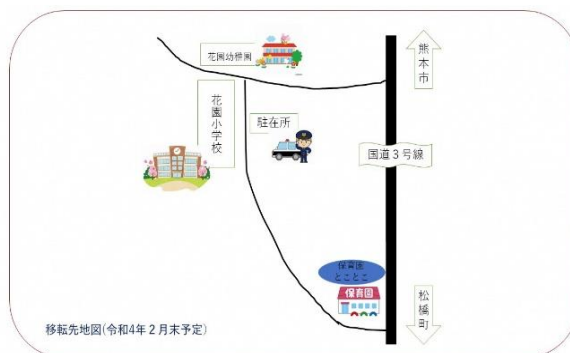 花園幼稚園
熊本市
花園小学校
駐在所
国道3号線
保育園
とことこ
保育園
松橋町
移転先地図(令和4年2月末予定)